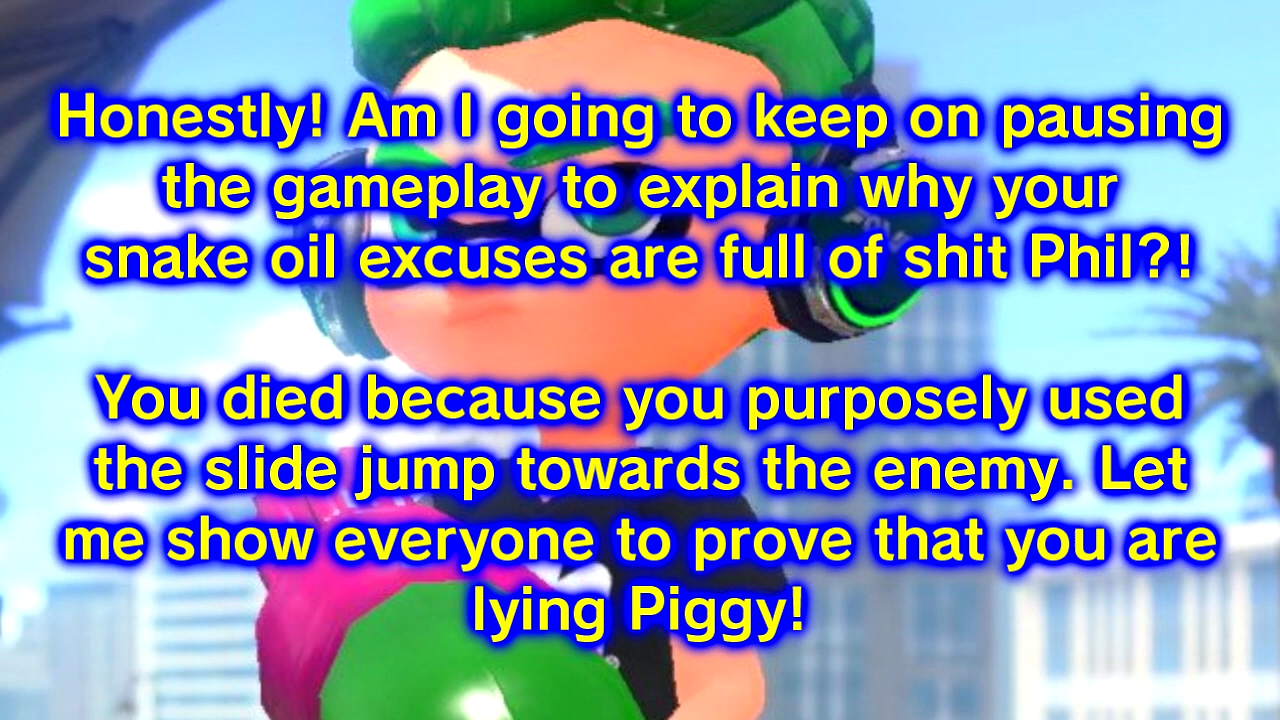 Honestly! Am I going to keep on pausing
the gameplay to explain why your
snake oil excuses are full of shit Phil?!
You died because you purposely used
the slide jump towards the enemy. Let
me show everyone to prove that you are
lying Piggy!